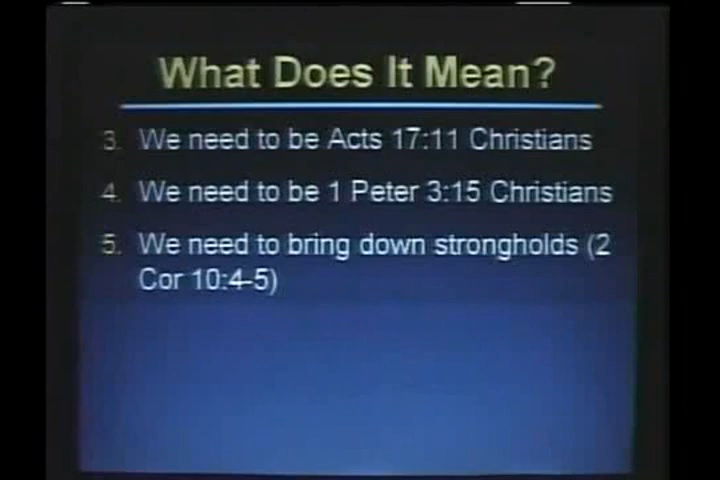 What Does It Mean?
3. We need to be Acts 17:11 Christians
4. We need to be 1 Peter 3:15 Christians
5. We need to bring down strongholds (2
Cor 10:4-5)